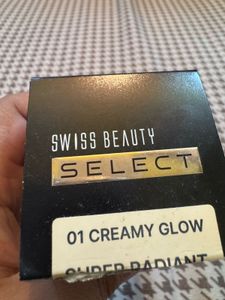 SWISS BEAUTY
SELECT
01 CREAMY GLOW
SUPER RADIANT